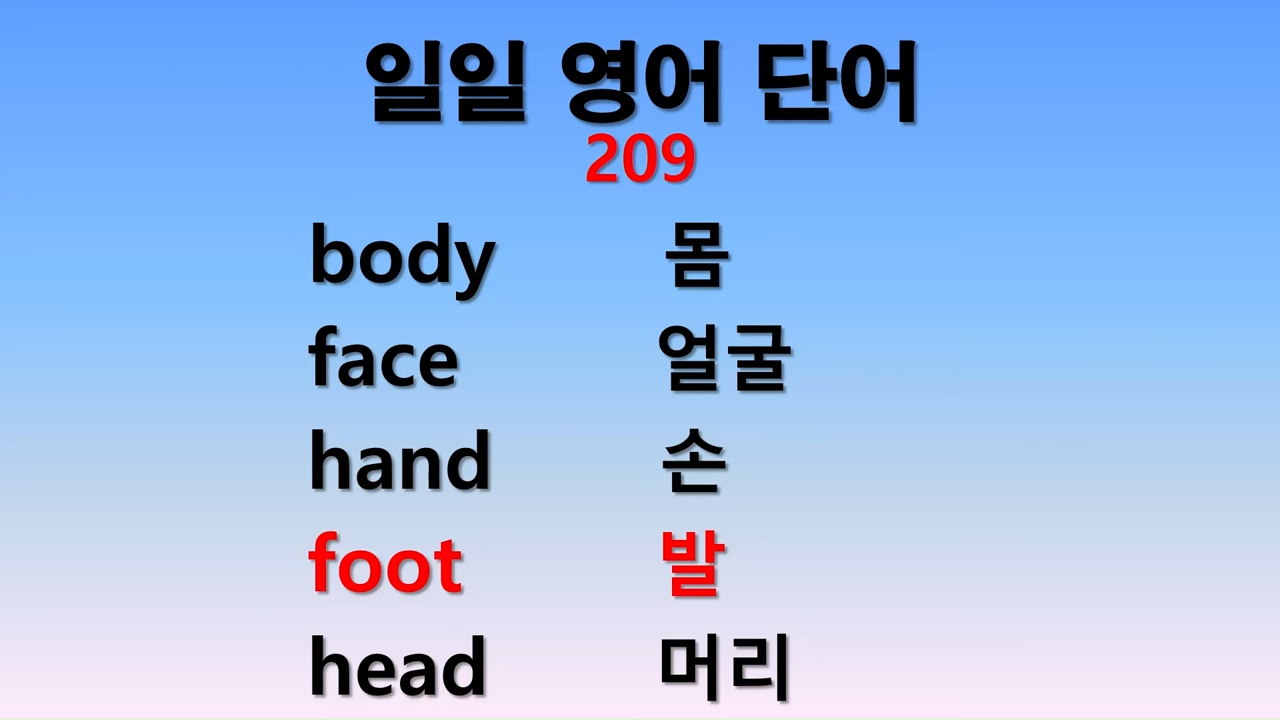 일일 영어 단어
209
body 몸
face 얼굴
hand 손
foot 발
head 머리